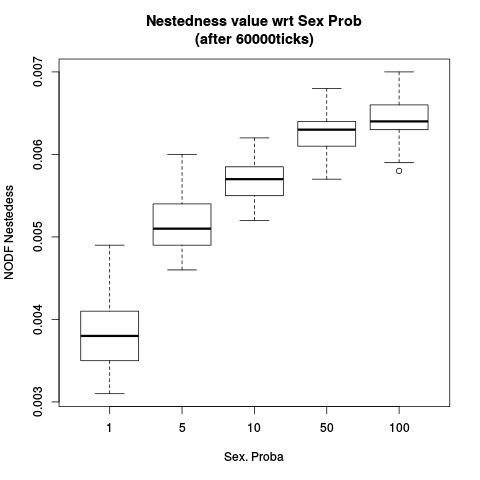 Nestedness value wrt Sex Prob
(after 60000ticks)
0.007
0.006
0.005
0.004
0.003
NODF Nestedess
1 5 10 50 100
Sex. Proba